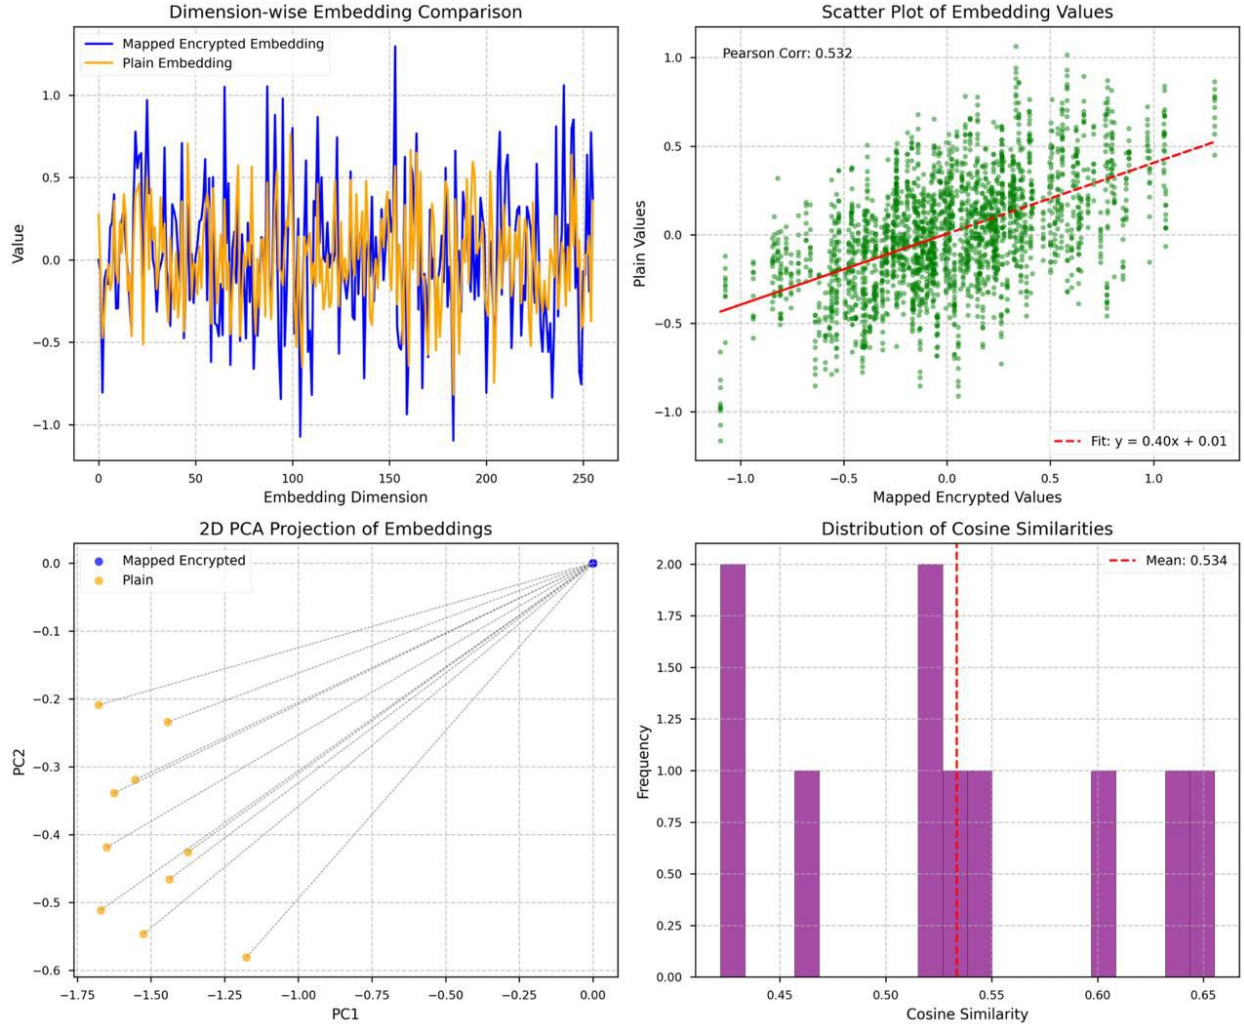 Dimension-wise Embedding Comparison
Mapped Encrypted Embedding
Plain Embedding
1.0
0.5
0.0
−0.5
−1.0
Value
0 50 100 150 200 250
Embedding Dimension
Scatter Plot of Embedding Values
Pearson Corr: 0.532
1.0
0.5
0.0
−0.5
−1.0
Plain Values
Fit: y = 0.40x + 0.01
−1.0 −0.5 0.0 0.5 1.0
Mapped Encrypted Values
2D PCA Projection of Embeddings
Mapped Encrypted
Plain
0.0
−0.1
−0.2
−0.3
−0.4
−0.5
−0.6
PC2
−1.75 −1.50 −1.25 −1.00 −0.75 −0.50 −0.25 0.00
PC1
Distribution of Cosine Similarities
Mean: 0.534
2.00
1.75
1.50
1.25
1.00
0.75
0.50
0.25
0.00
Frequency
0.45 0.50 0.55 0.60 0.65
Cosine Similarity